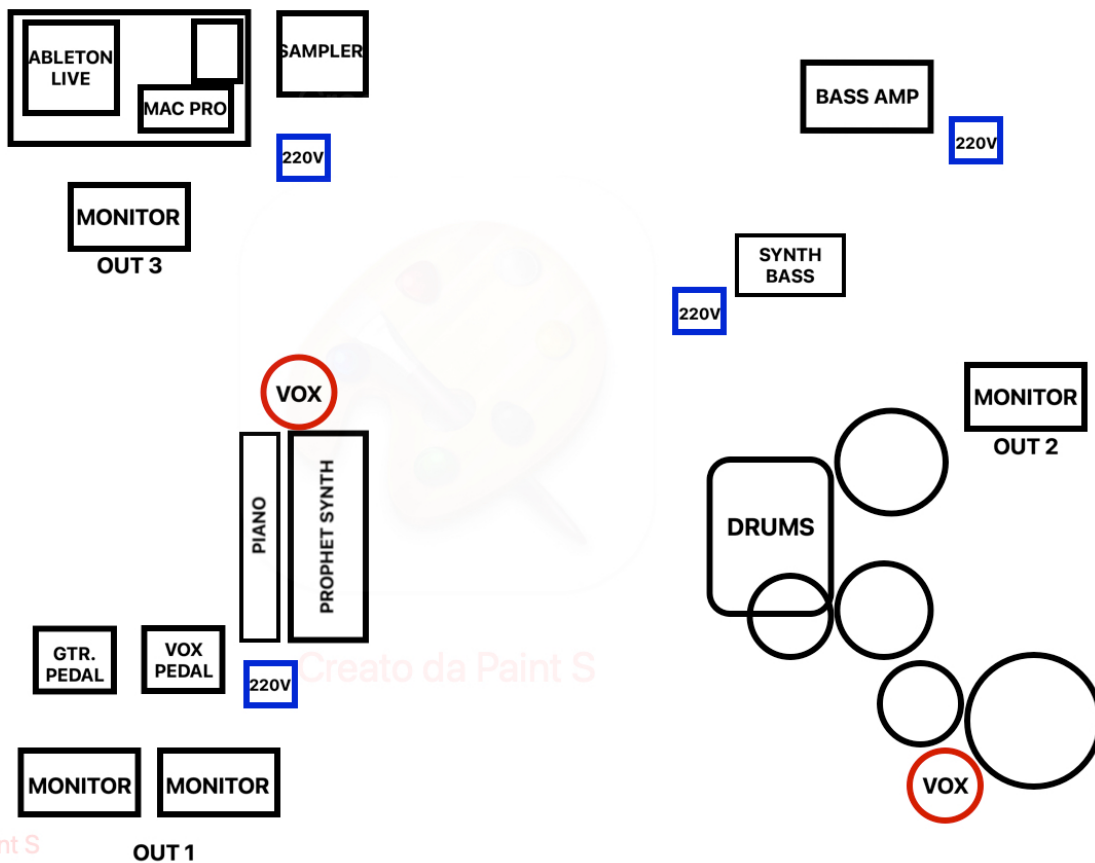 ABLETON
LIVE
MAC PRO
SAMPLER
220V
BASS AMP
220V
MONITOR
OUT 3
SYNTH
BASS
220V
VOX
MONITOR
OUT 2
PIANO
PROPHET SYNTH
DRUMS
GTR.
PEDAL
VOX
PEDAL
220V
Creato da Paint S
MONITOR
MONITOR
VOX
nt S
OUT 1